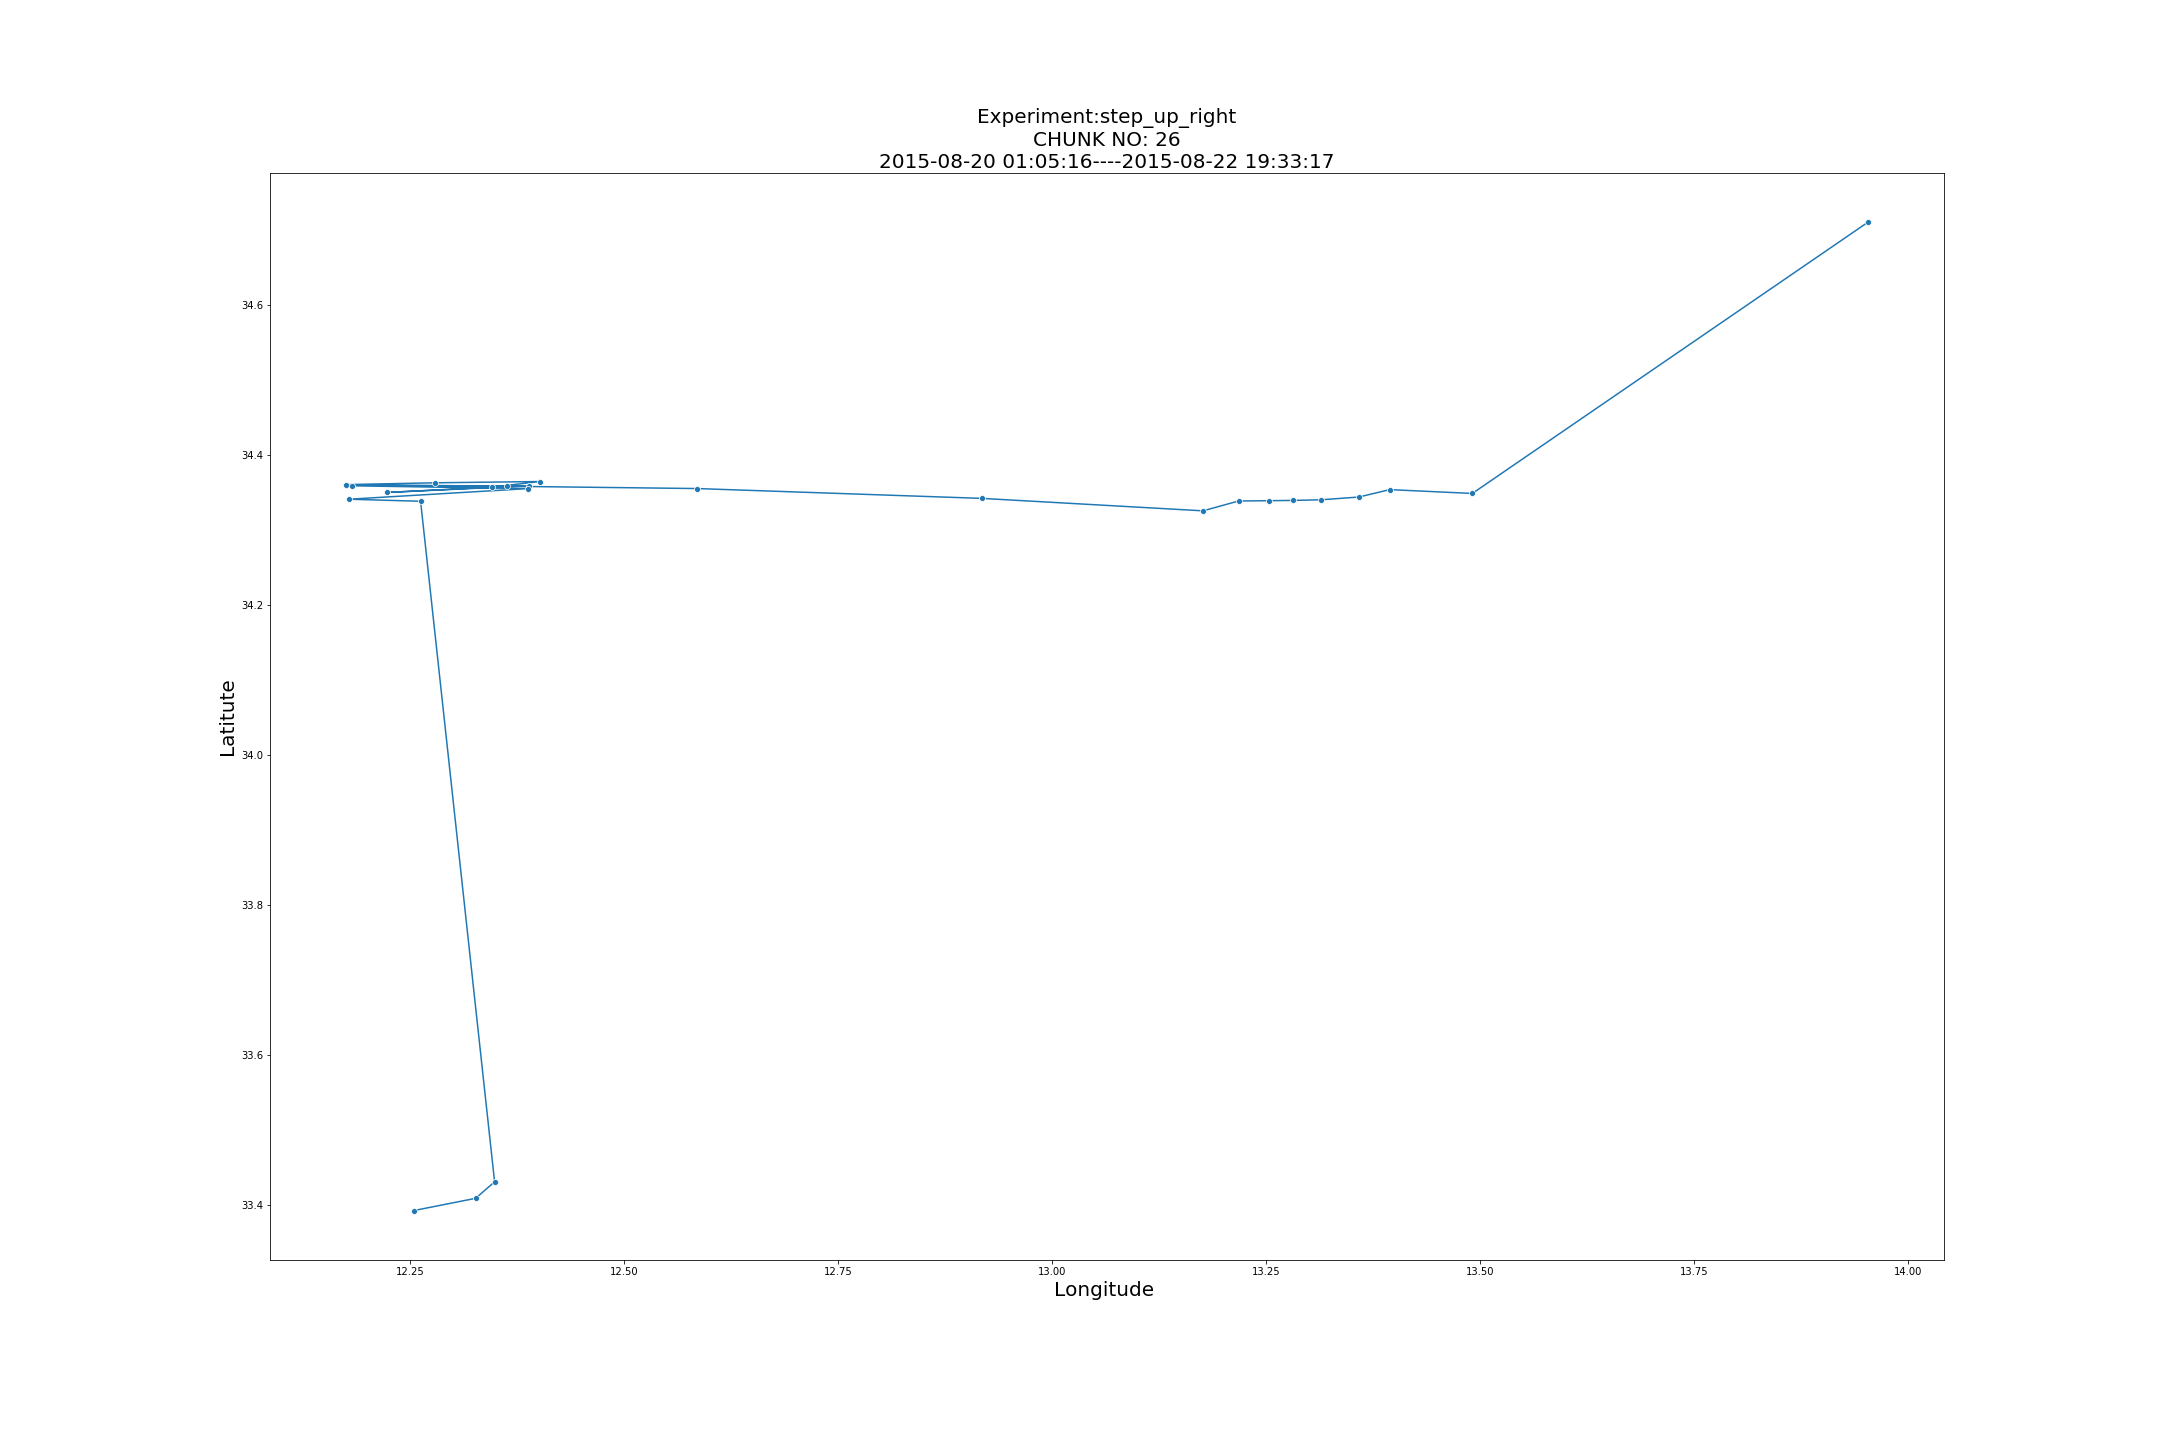 Experiment:step_up_right
CHUNK NO: 26
2015-08-20 01:05:16----2015-08-22 19:33:17
34.6
34.4
34.2
34.0
33.8
33.6
33.4
Latitute
12.25 12.50 12.75 13.00 13.25 13.50 13.75 14.00
Longitude